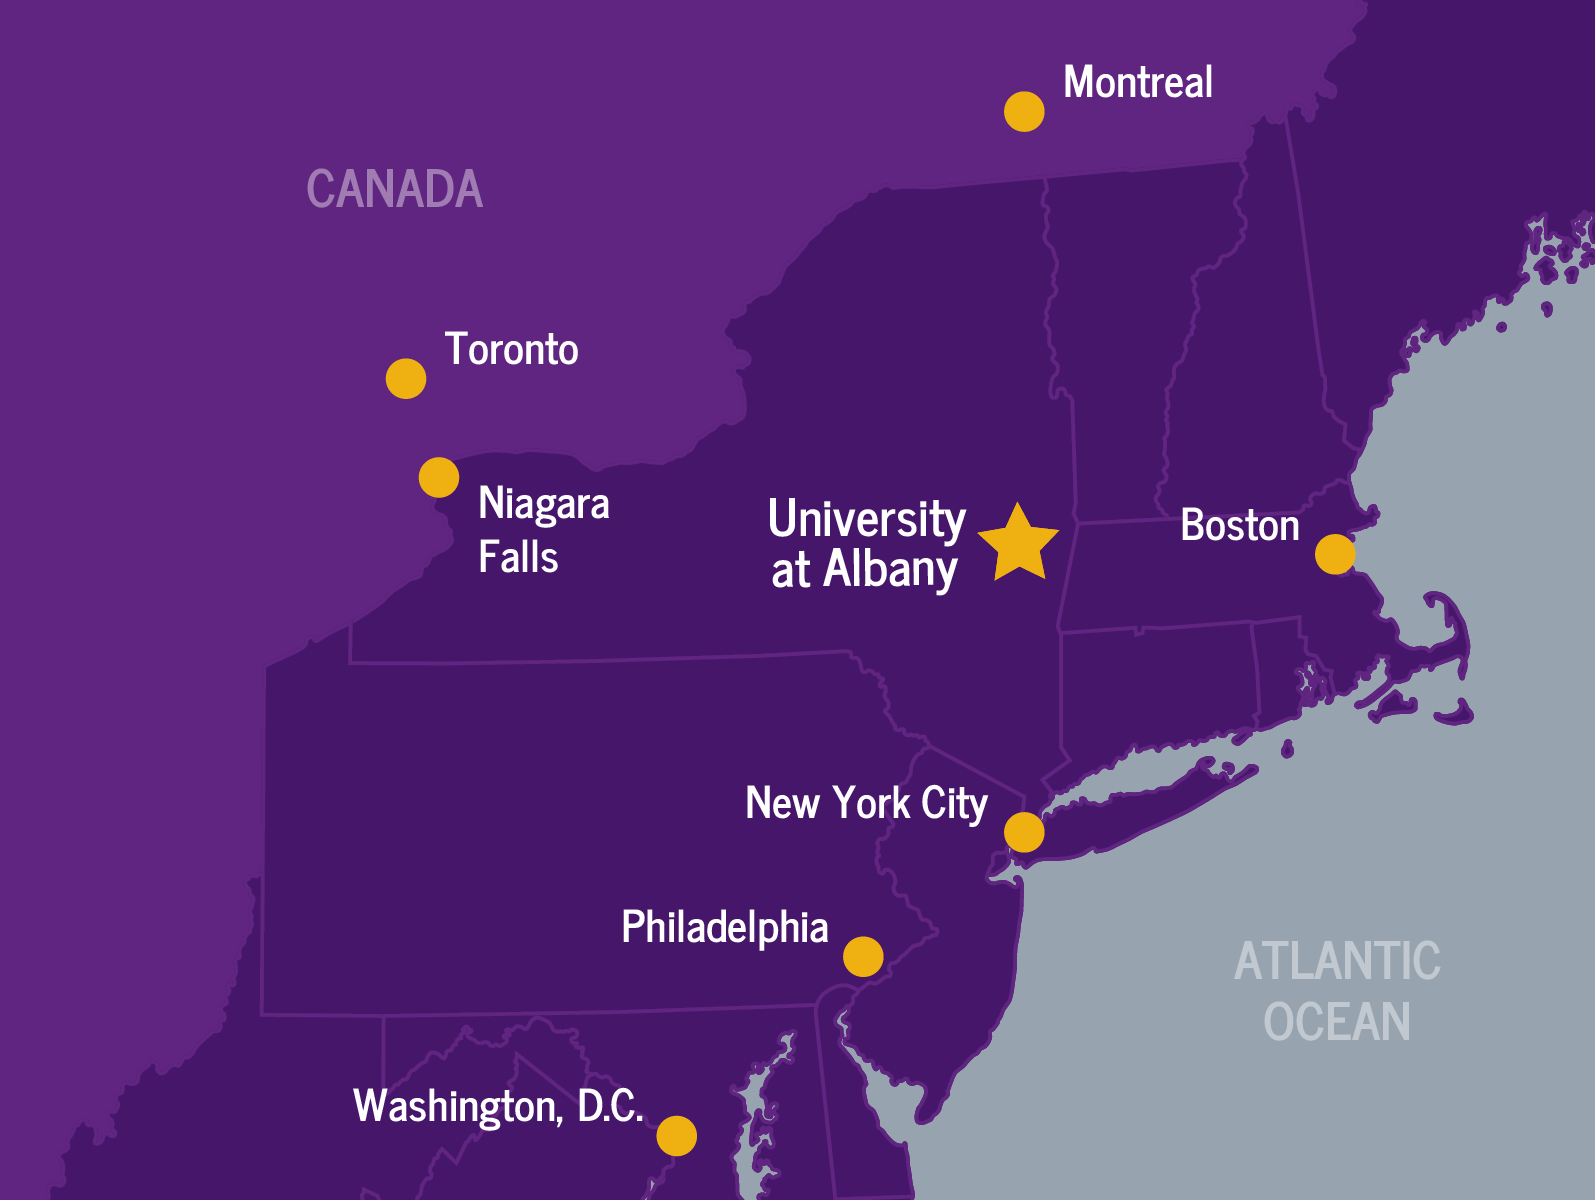 Montreal
CANADA
Toronto
Niagara
Falls
University
at Albany
Boston
New York City
Philadelphia
ATLANTIC
OCEAN
Washington, D.C.